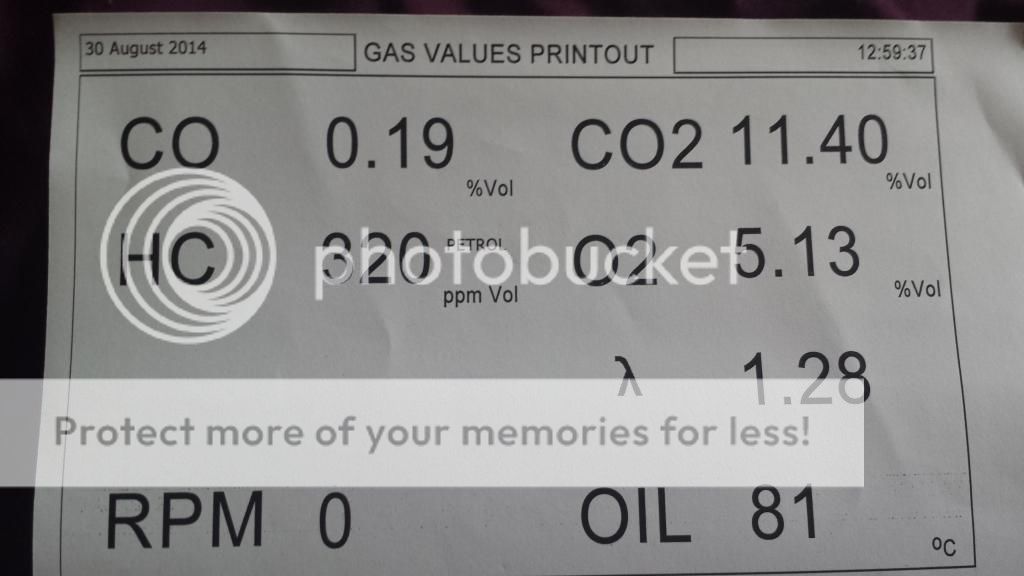 30 August 2014 GAS VALUES PRINTOUT 12:59:37
CO 0.19 %Vol CO2 11.40 %Vol
HC 320 PETROL ppm Vol O2 5.13 %Vol
photobucket
λ 1.28
Protect more of your memories for less!
RPM 0 OIL 81 ºC